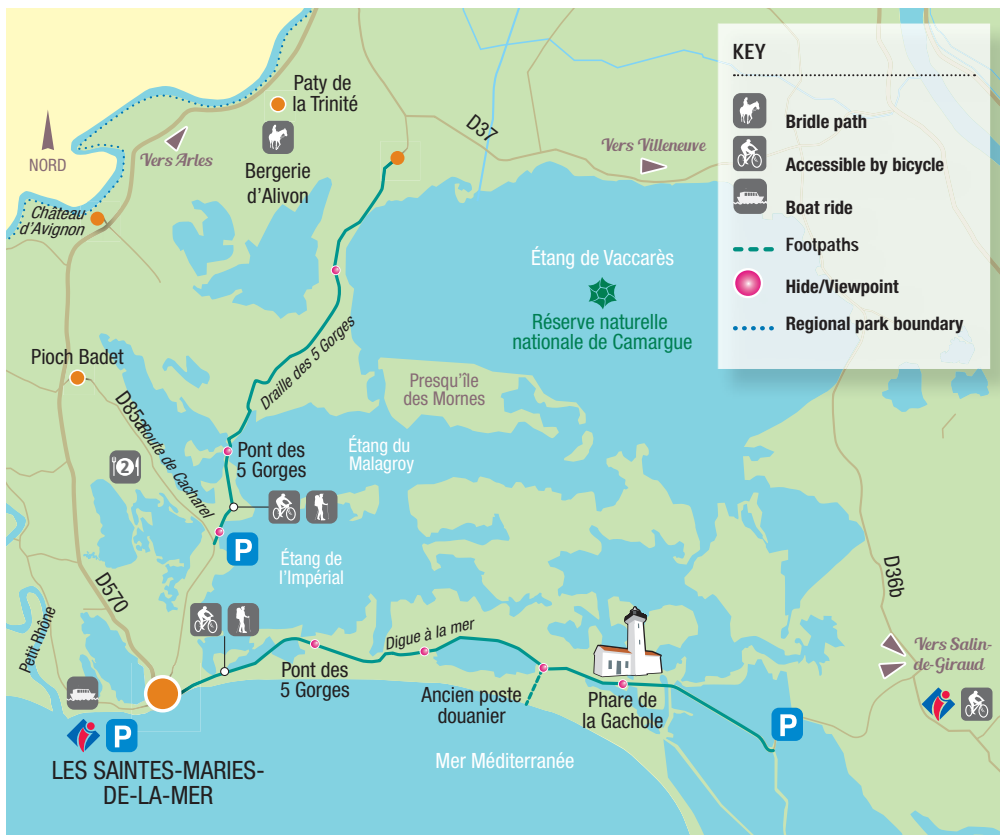 KEY
Bridle path
Accessible by bicycle
Boat ride
Footpaths
Hide/Viewpoint
Regional park boundary
NORD
Vers Arles
Paty de
la Trinité
Bergerie
d'Alivon
D37
Vers Villeneuve
Château
d'Avignon
Étang de Vaccarès
Réserve naturelle
nationale de Camargue
Draille des 5 Gorges
Presqu'île
des Mornes
Pioch Badet
D85a
Route de Cacharel
2
Pont des
5 Gorges
Étang du
Malagroy
P
Étang de
l'Impérial
D570
Petit Rhône
D36b
Vers Salin-
de-Giraud
Digue à la mer
Pont des
5 Gorges
Ancien poste
douanier
Phare de
la Gachole
P
P
Mer Méditerranée
LES SAINTES-MARIES-
DE-LA-MER